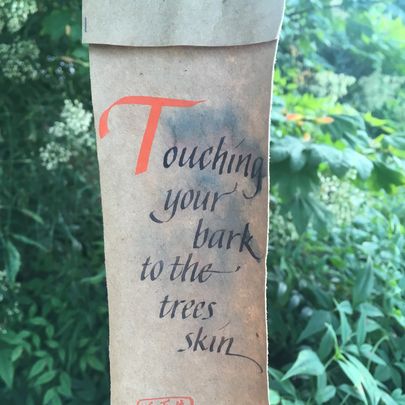 Touching
your
bark
to the
trees
skin